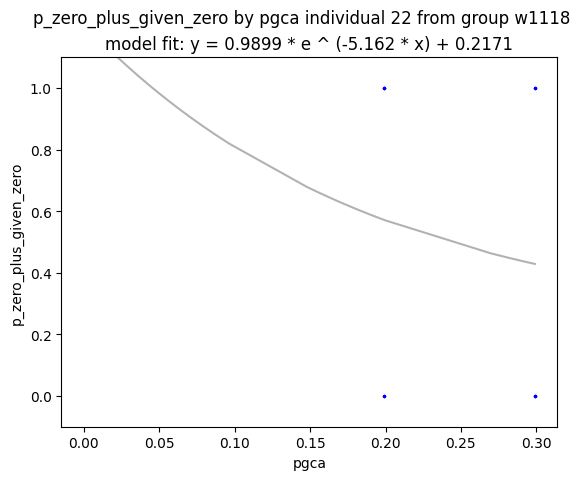 p_zero_plus_given_zero by pgca individual 22 from group w1118
model fit: y = 0.9899 * e ^ (-5.162 * x) + 0.2171
1.0
0.8
0.6
0.4
0.2
0.0
p_zero_plus_given_zero
0.00 0.05 0.10 0.15 0.20 0.25 0.30
pgca